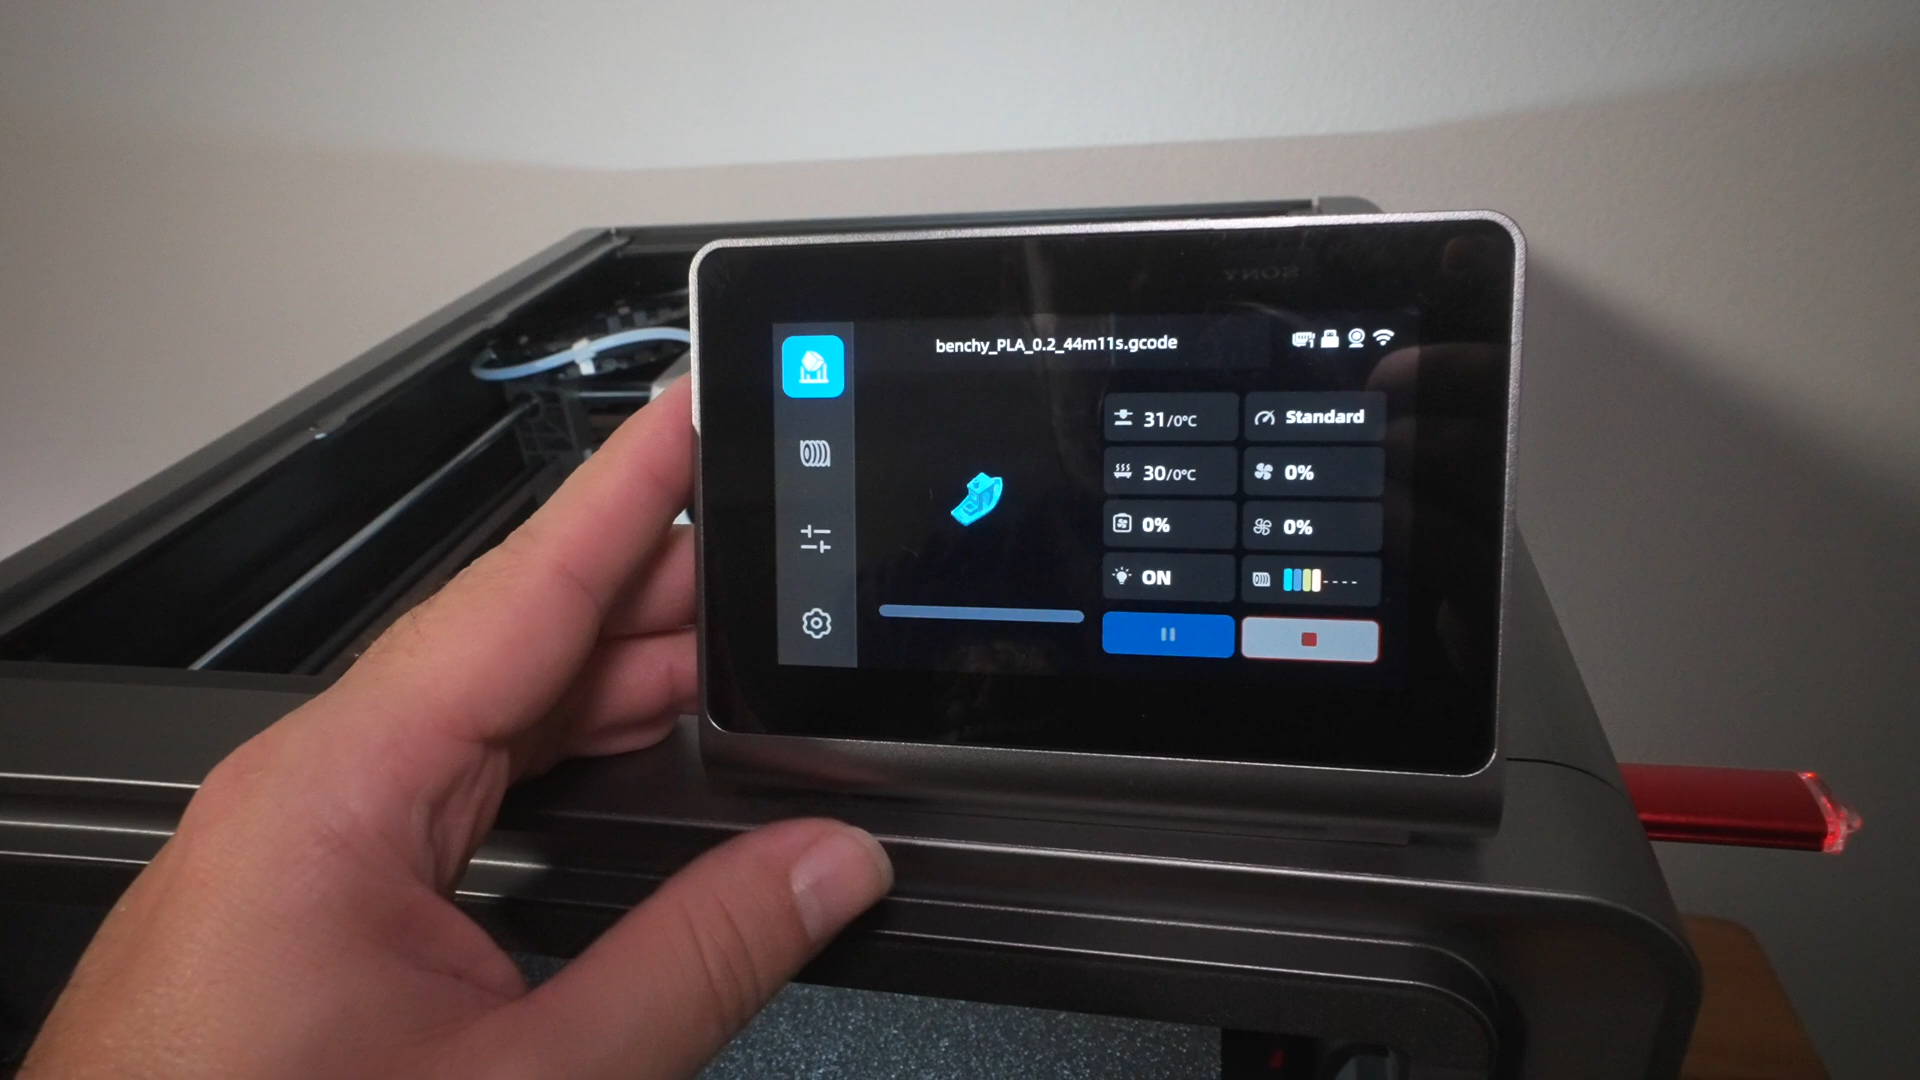 benchy_PLA_0.2_44m11s.gcode
31/0°C
Standard
30/0°C
0%
0%
0%
ON
----